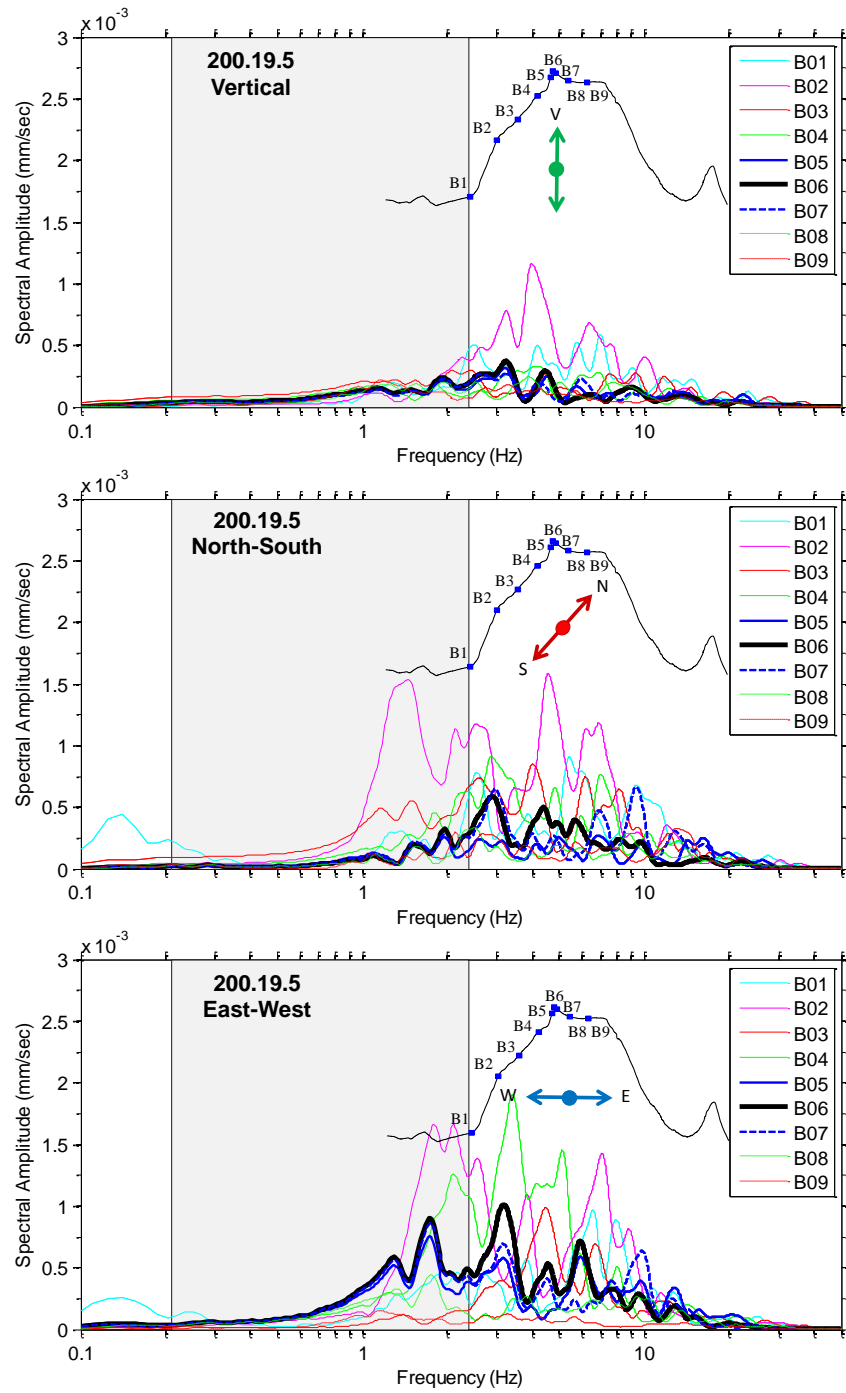 x 10⁻³
3
2.5
2
1.5
1
0.5
0
Spectral Amplitude (mm/sec)
200.19.5
Vertical
B1
B2
B3
B4
B5
B6
B7
B8 B9
V
B01
B02
B03
B04
B05
B06
B07
B08
B09
0.1 1 10
Frequency (Hz)
x 10⁻³
3
2.5
2
1.5
1
0.5
0
Spectral Amplitude (mm/sec)
200.19.5
North-South
B1
B2
B3
B4
B5
B6
B7
B8 B9
N
S
B01
B02
B03
B04
B05
B06
B07
B08
B09
0.1 1 10
Frequency (Hz)
x 10⁻³
3
2.5
2
1.5
1
0.5
0
Spectral Amplitude (mm/sec)
200.19.5
East-West
B1
B2
B3
B4
B5
B6
B7
B8 B9
W E
B01
B02
B03
B04
B05
B06
B07
B08
B09
0.1 1 10
Frequency (Hz)